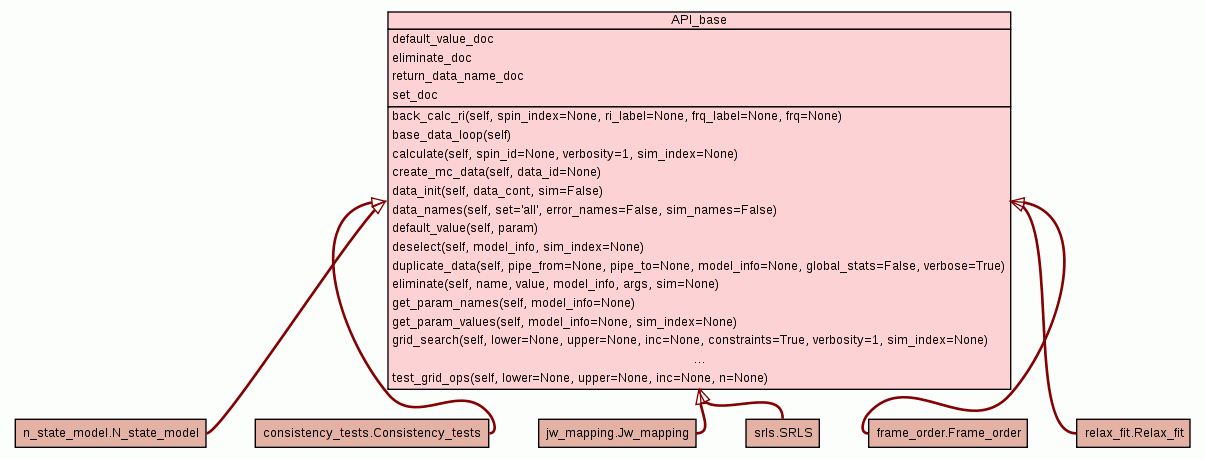 API_base
default_value_doc
eliminate_doc
return_data_name_doc
set_doc
back_calc_ri(self, spin_index=None, ri_label=None, frq_label=None, frq=None)
base_data_loop(self)
calculate(self, spin_id=None, verbosity=1, sim_index=None)
create_mc_data(self, data_id=None)
data_init(self, data_cont, sim=False)
data_names(self, set='all', error_names=False, sim_names=False)
default_value(self, param)
deselect(self, model_info, sim_index=None)
duplicate_data(self, pipe_from=None, pipe_to=None, model_info=None, global_stats=False, verbose=True)
eliminate(self, name, value, model_info, args, sim=None)
get_param_names(self, model_info=None)
get_param_values(self, model_info=None, sim_index=None)
grid_search(self, lower=None, upper=None, inc=None, constraints=True, verbosity=1, sim_index=None)
...
test_grid_ops(self, lower=None, upper=None, inc=None, n=None)
n_state_model.N_state_model
consistency_tests.Consistency_tests
jw_mapping.Jw_mapping
srls.SRLS
frame_order.Frame_order
relax_fit.Relax_fit